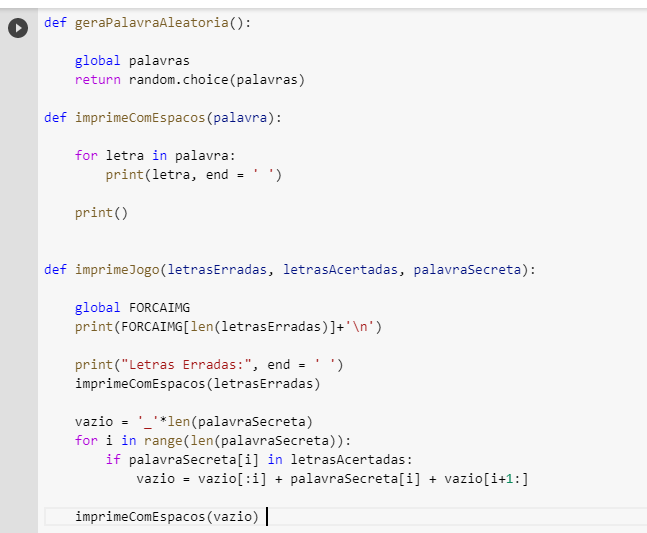 def geraPalavraAleatoria():
    global palavras
    return random.choice(palavras)
def imprimeComEspacos(palavra):
    for letra in palavra:
        print(letra, end = ' ')
    print()
def imprimeJogo(letrasErradas, letrasAcertadas, palavraSecreta):
    global FORCAIMG
    print(FORCAIMG[len(letrasErradas)]+'\n')
    print("Letras Erradas:", end = ' ')
    imprimeComEspacos(letrasErradas)
    vazio = '_'*len(palavraSecreta)
    for i in range(len(palavraSecreta)):
        if palavraSecreta[i] in letrasAcertadas:
            vazio = vazio[:i] + palavraSecreta[i] + vazio[i+1:]
    imprimeComEspacos(vazio)